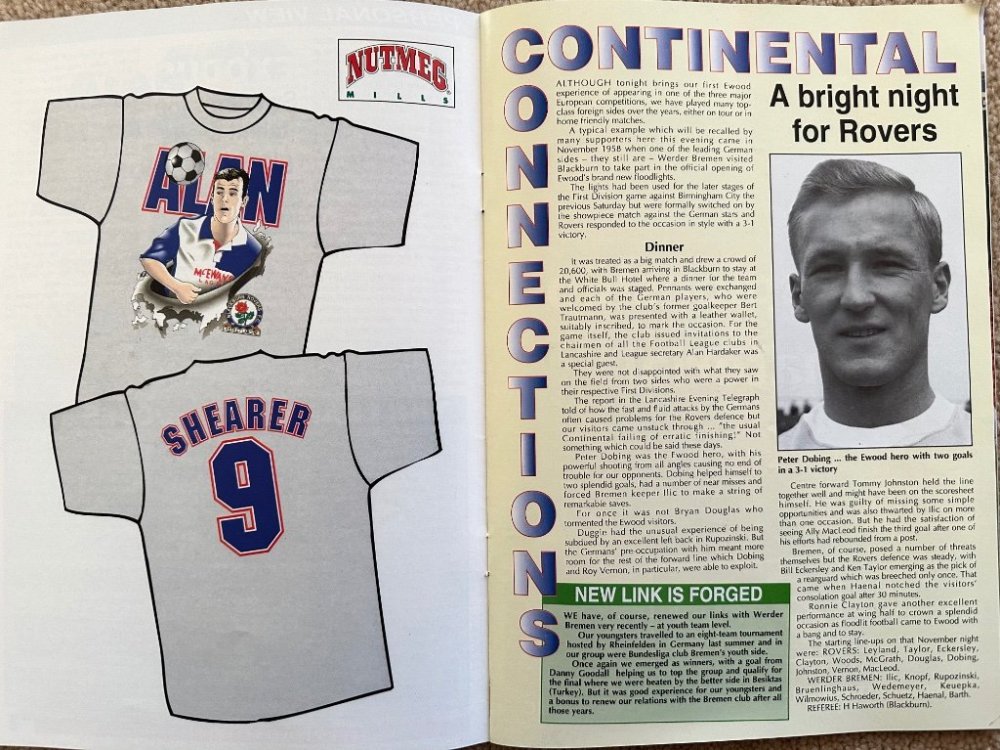 NUTMEG
MILLS
ALAN
McEWAN'S
LAGER
SHEARER
9
CONTINENTAL
CONNECTIONS
A bright night
for Rovers
ALTHOUGH tonight brings our first Ewood
experience of appearing in one of the three major
European competitions, we have played many top-
class foreign sides over the years, either on tour or in
home friendly matches.
A typical example which will be recalled by
many supporters here this evening came in
November 1958 when one of the leading German
sides – they still are – Werder Bremen visited
Blackburn to take part in the official opening of
Ewood's brand new floodlights.
The lights had been used for the later stages of
the First Division game against Birmingham City the
previous Saturday but were formally switched on by
the showpiece match against the German stars and
Rovers responded to the occasion in style with a 3-1
victory.
Dinner
It was treated as a big match and drew a crowd of
20,600, with Bremen arriving in Blackburn to stay at
the White Bull Hotel where a dinner for the team
and officials was staged. Pennants were exchanged
and each of the German players, who were
welcomed by the club's former goalkeeper Bert
Trautmann, was presented with a leather wallet,
suitably inscribed, to mark the occasion. For the
game itself, the club issued invitations to the
chairmen of all the Football League clubs in
Lancashire and League secretary Alan Hardaker was
a special guest.
They were not disappointed with what they saw
on the field from two sides who were a power in
their respective First Divisions.
The report in the Lancashire Evening Telegraph
told of how the fast and fluid attacks by the Germans
often caused problems for the Rovers defence but
our visitors came unstuck through ... "the usual
Continental failing of erratic finishing!" Not
something which could be said these days.
Peter Dobing was the Ewood hero, with his
powerful shooting from all angles causing no end of
trouble for our opponents. Dobing helped himself to
two splendid goals, had a number of near misses and
forced Bremen keeper Ilic to make a string of
remarkable saves.
For once it was not Bryan Douglas who
tormented the Ewood visitors.
Duggie had the unusual experience of being
subdued by an excellent left back in Rupozinski. But
the Germans' pre-occupation with him meant more
room for the rest of the forward line which Dobing
and Roy Vernon, in particular, were able to exploit.
NEW LINK IS FORGED
WE have, of course, renewed our links with Werder
Bremen very recently – at youth team level.
Our youngsters travelled to an eight-team tournament
hosted by Rheinfelden in Germany last summer and in
our group were Bundesliga club Bremen's youth side.
Once again we emerged as winners, with a goal from
Danny Goodall helping us to top the group and qualify for
the final where we were beaten by the better side in Besiktas
(Turkey). But it was good experience for our youngsters and
a bonus to renew our relations with the Bremen club after all
those years.
Peter Dobing ... the Ewood hero with two goals
in a 3-1 victory
Centre forward Tommy Johnston held the line
together well and might have been on the scoresheet
himself. He was guilty of missing some simple
opportunities and was also thwarted by Ilic on more
than one occasion. But he had the satisfaction of
seeing Ally MacLeod finish the third goal after one of
his efforts had rebounded from a post.
Bremen, of course, posed a number of threats
themselves but the Rovers defence was steady, with
Bill Eckersley and Ken Taylor emerging as the pick of
a rearguard which was breeched only once. That
came when Haenal notched the visitors'
consolation goal after 30 minutes.
Ronnie Clayton gave another excellent
performance at wing half to crown a splendid
occasion as floodlit football came to Ewood with
a bang and to stay.
The starting line-ups on that November night
were: ROVERS: Leyland, Taylor, Eckersley,
Clayton, Woods, McGrath, Douglas, Dobing,
Johnston, Vernon, MacLeod.
WERDER BREMEN: Ilic, Knopf, Rupozinski,
Bruenlinghaus, Wedemeyer, Keuepka,
Wilmowius, Schroeder, Schuetz, Haenal, Barth.
REFEREE: H Haworth (Blackburn).